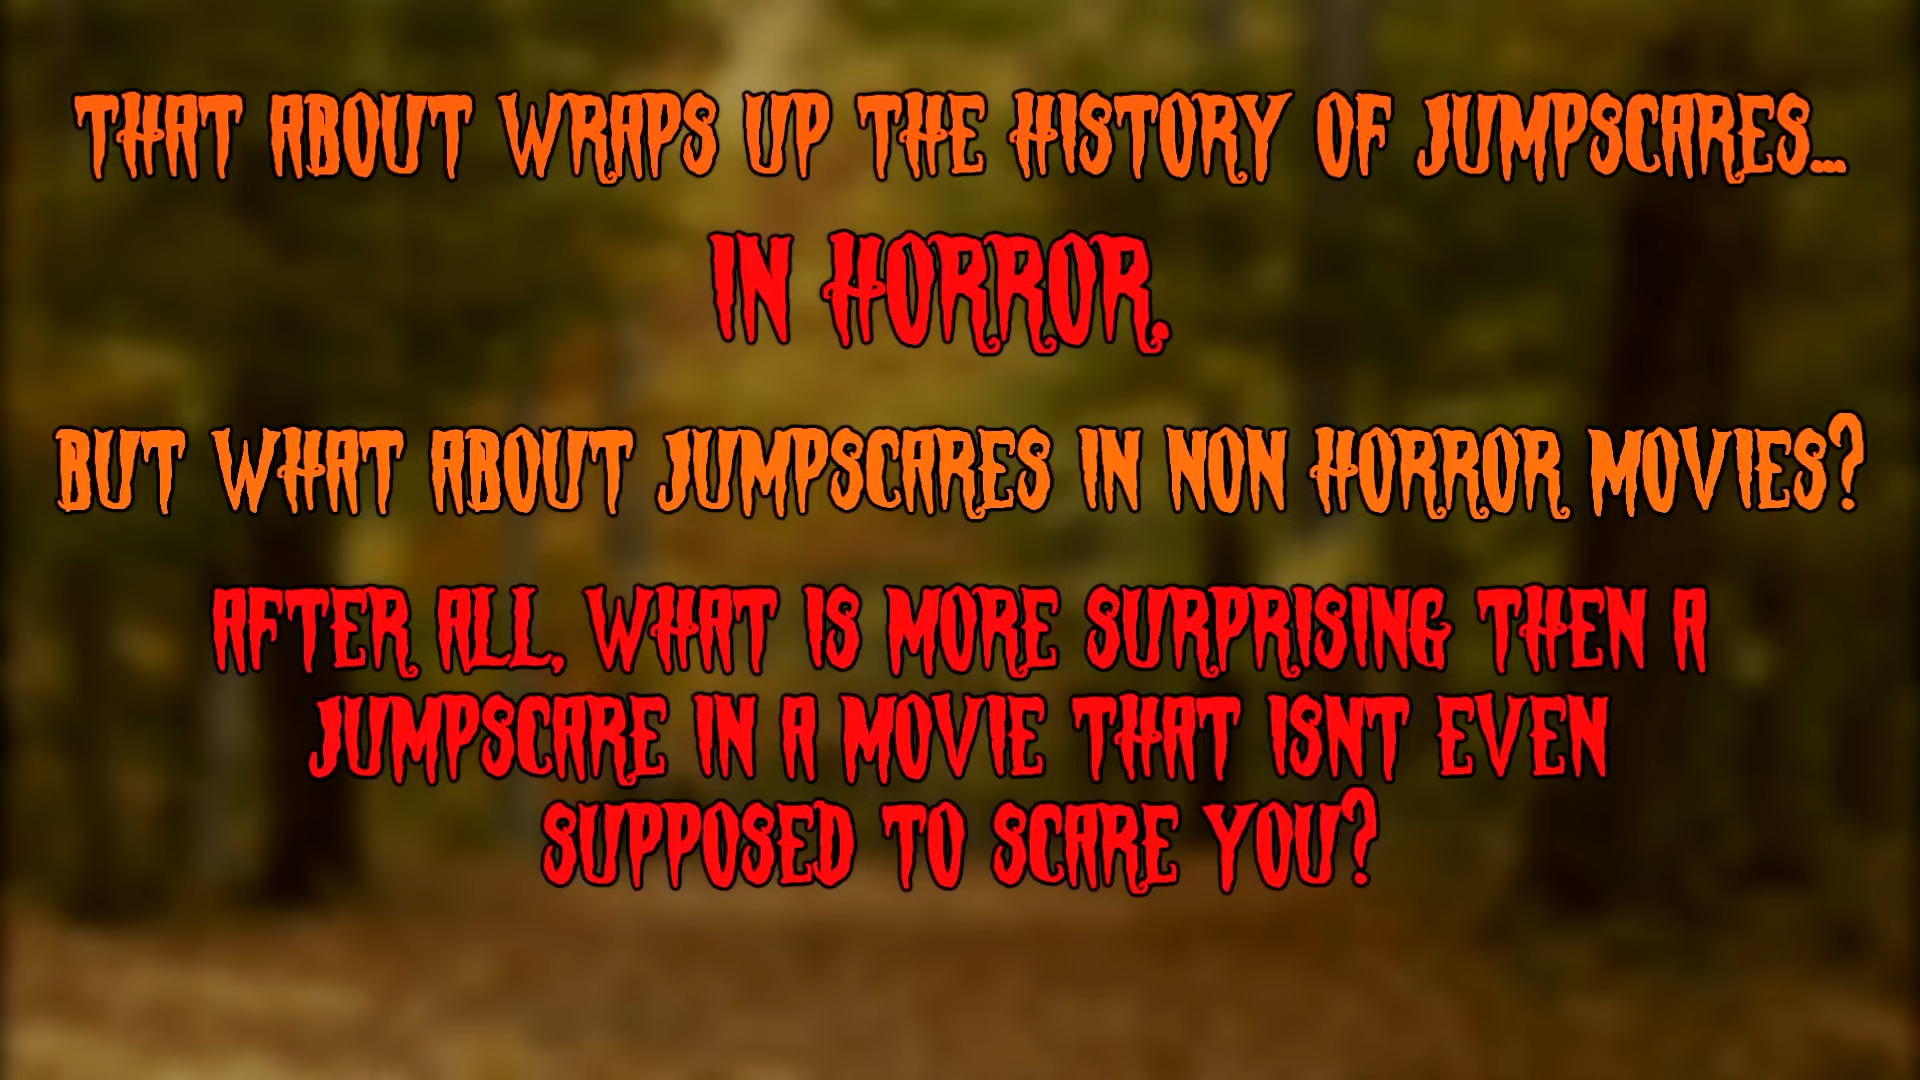 THAT ABOUT WRAPS UP THE HISTORY OF JUMPSCARES...
IN HORROR.
BUT WHAT ABOUT JUMPSCARES IN NON HORROR MOVIES?
AFTER ALL, WHAT IS MORE SURPRISING THEN A
JUMPSCARE IN A MOVIE THAT ISNT EVEN
SUPPOSED TO SCARE YOU?